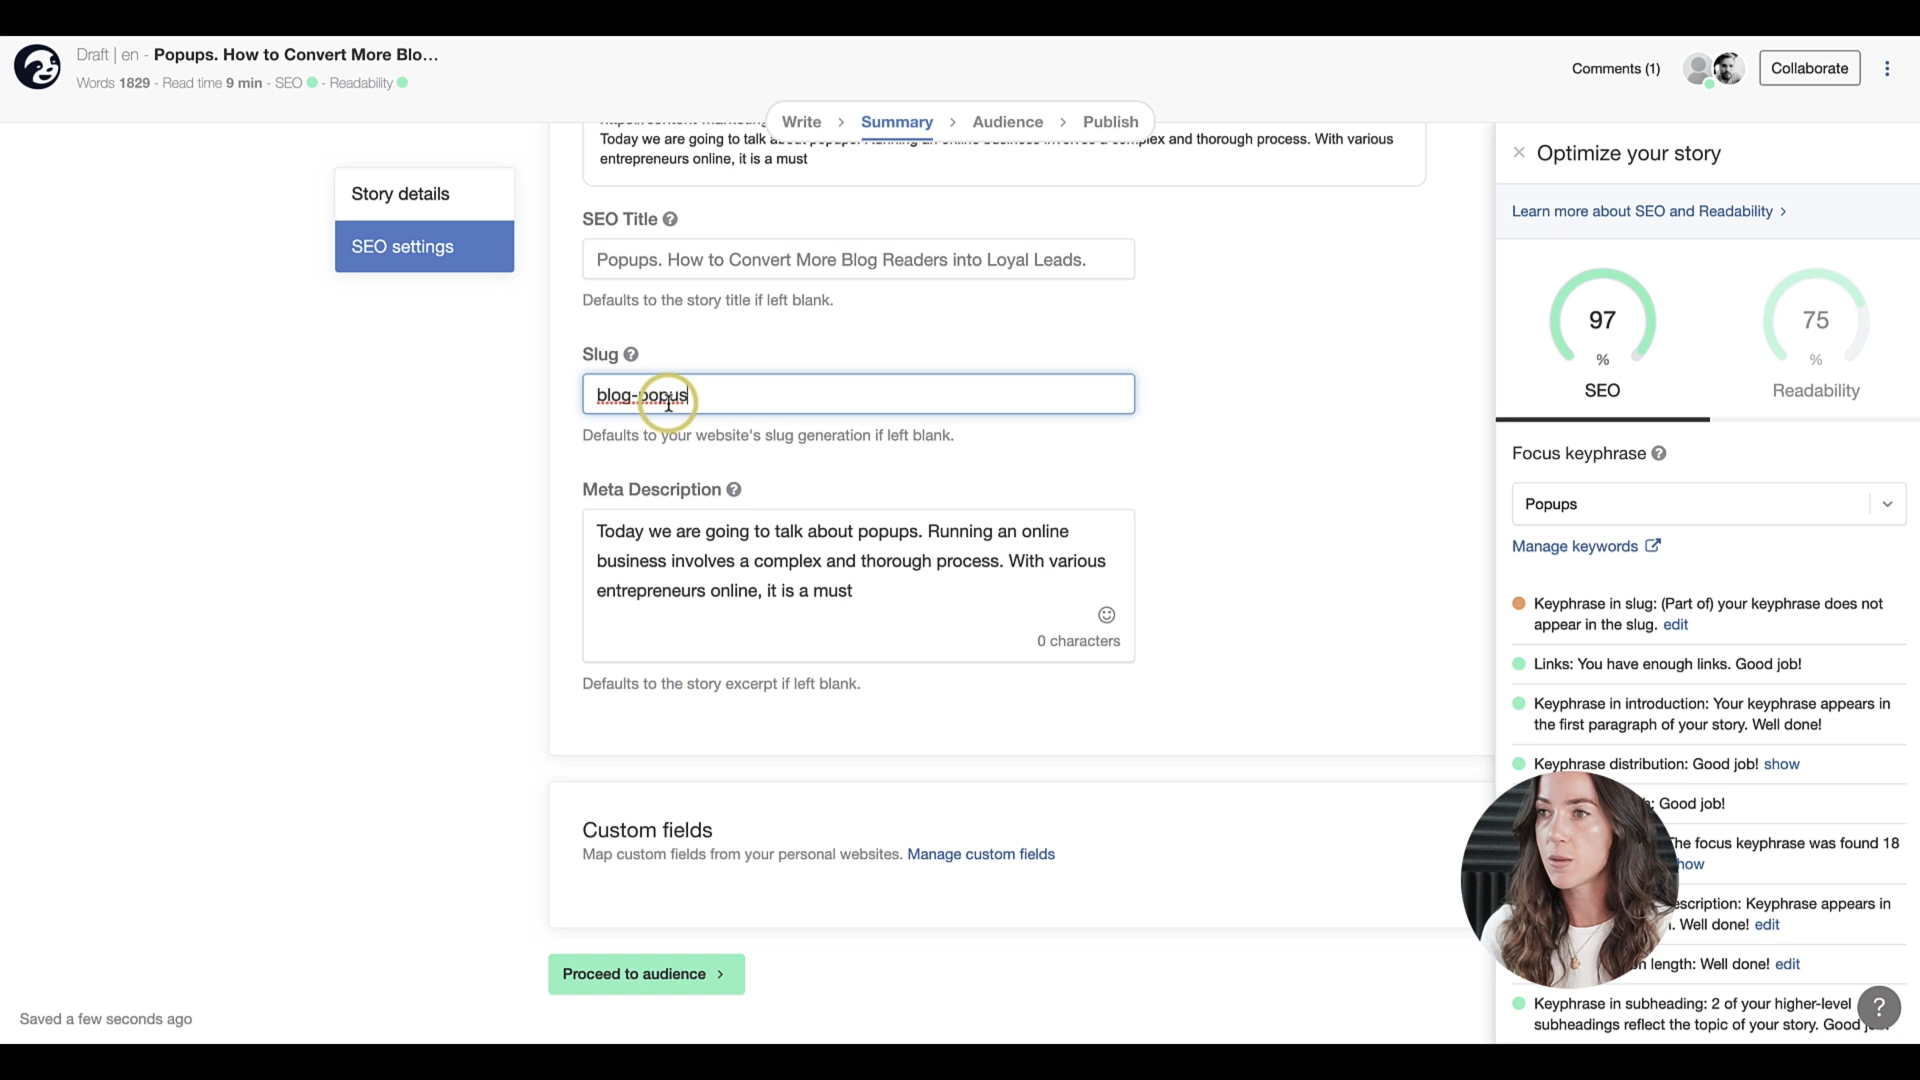 Draft | en - Popups. How to Convert More Blo...
Words 1829 - Read time 9 min - SEO - Readability
Comments (1)
Collaborate
Write > Summary > Audience > Publish
Today we are going to talk about popups. Running an online business involves a complex and thorough process. With various
entrepreneurs online, it is a must
Story details
SEO settings
SEO Title
Popups. How to Convert More Blog Readers into Loyal Leads.
Defaults to the story title if left blank.
Slug
blog-popus
Defaults to your website's slug generation if left blank.
Meta Description
Today we are going to talk about popups. Running an online
business involves a complex and thorough process. With various
entrepreneurs online, it is a must
0 characters
Defaults to the story excerpt if left blank.
Custom fields
Map custom fields from your personal websites. Manage custom fields
Proceed to audience >
Saved a few seconds ago
Optimize your story
Learn more about SEO and Readability >
97
%
SEO
75
%
Readability
Focus keyphrase
Popups
Manage keywords
Keyphrase in slug: (Part of) your keyphrase does not
appear in the slug. edit
Links: You have enough links. Good job!
Keyphrase in introduction: Your keyphrase appears in
the first paragraph of your story. Well done!
Keyphrase distribution: Good job! show
: Good job!
The focus keyphrase was found 18
how
escription: Keyphrase appears in
. Well done! edit
length: Well done! edit
Keyphrase in subheading: 2 of your higher-level
subheadings reflect the topic of your story. Good
?